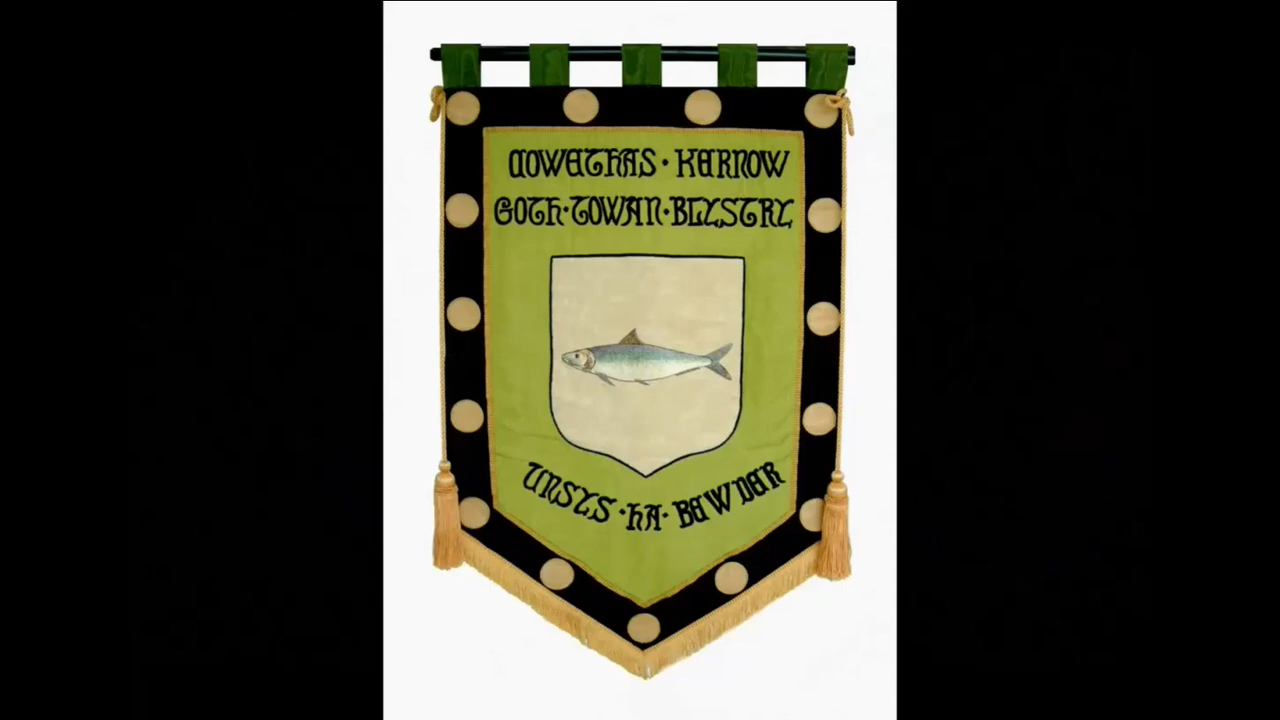 COWETHAS · KERNOW
GOTH · TOWAN · BLYSTRY
UNSYS · HA · BEWDER